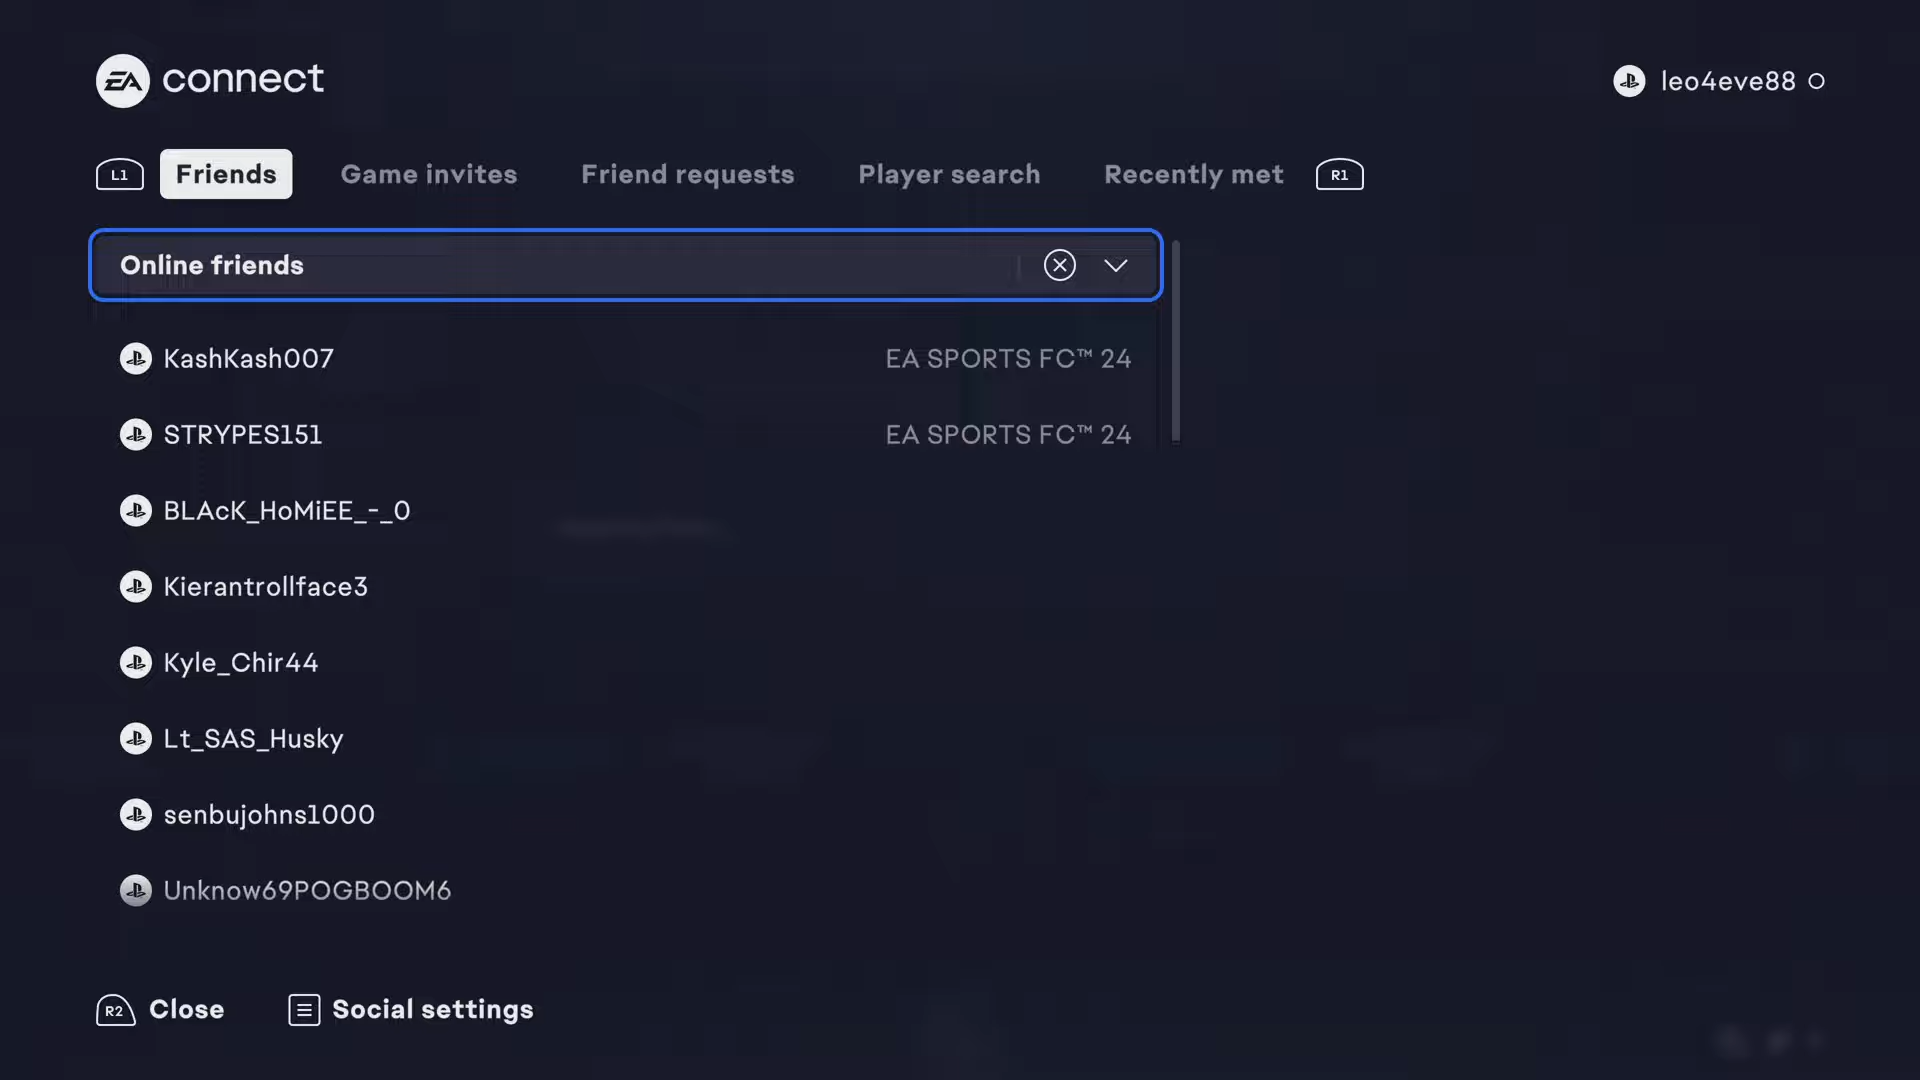 EA connect
leo4eve88
L1 Friends Game invites Friend requests Player search Recently met R1
Online friends
KashKash007 EA SPORTS FC™ 24
STRYPES151 EA SPORTS FC™ 24
BLAcK_HoMiEE_-_0
Kierantrollface3
Kyle_Chir44
Lt_SAS_Husky
senbujohns1000
Unknow69POGBOOM6
R2 Close Social settings